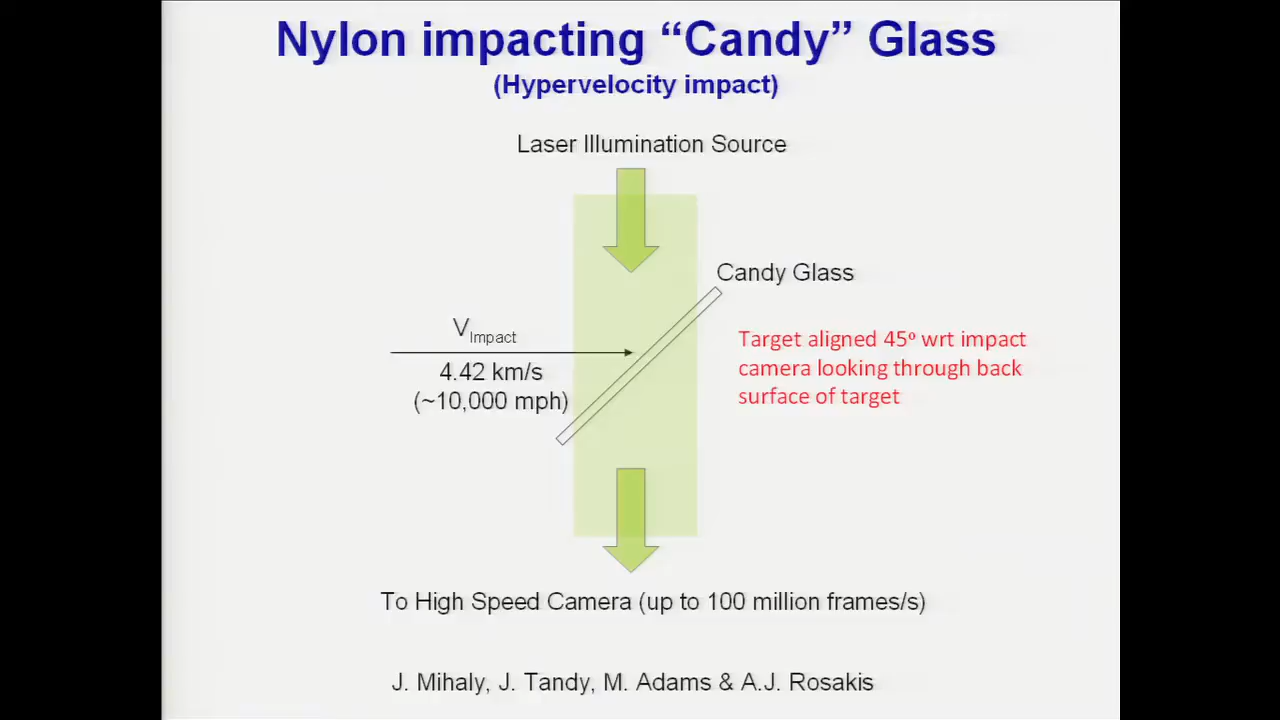 Nylon impacting “Candy” Glass
(Hypervelocity impact)
Laser Illumination Source
Candy Glass
VImpact
4.42 km/s
(~10,000 mph)
Target aligned 45º wrt impact
camera looking through back
surface of target
To High Speed Camera (up to 100 million frames/s)
J. Mihaly, J. Tandy, M. Adams & A.J. Rosakis